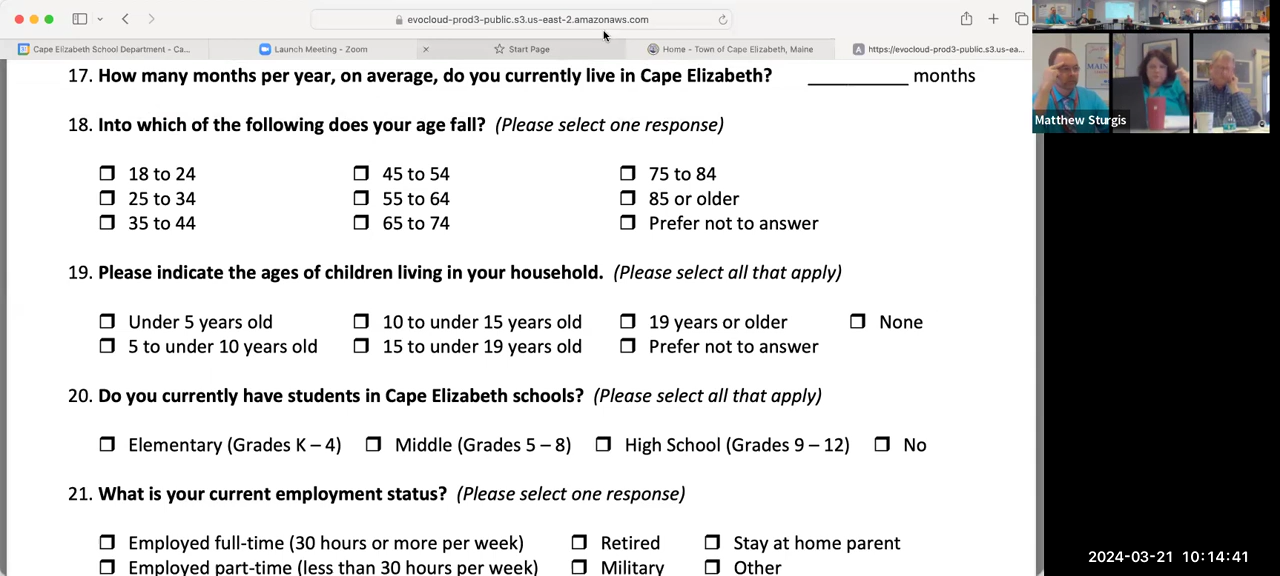 evocloud-prod3-public.s3.us-east-2.amazonaws.com
Cape Elizabeth School Department - Ca...
Launch Meeting - Zoom
Start Page
Home - Town of Cape Elizabeth, Maine
https://evocloud-prod3-public.s3.us-ea...
17. How many months per year, on average, do you currently live in Cape Elizabeth? __________ months
18. Into which of the following does your age fall? (Please select one response)
18 to 24 45 to 54 75 to 84
25 to 34 55 to 64 85 or older
35 to 44 65 to 74 Prefer not to answer
19. Please indicate the ages of children living in your household. (Please select all that apply)
Under 5 years old 10 to under 15 years old 19 years or older None
5 to under 10 years old 15 to under 19 years old Prefer not to answer
20. Do you currently have students in Cape Elizabeth schools? (Please select all that apply)
Elementary (Grades K – 4) Middle (Grades 5 – 8) High School (Grades 9 – 12) No
21. What is your current employment status? (Please select one response)
Employed full-time (30 hours or more per week) Retired Stay at home parent
Employed part-time (less than 30 hours per week) Military Other
MAIN
Matthew Sturgis
2024-03-21 10:14:41